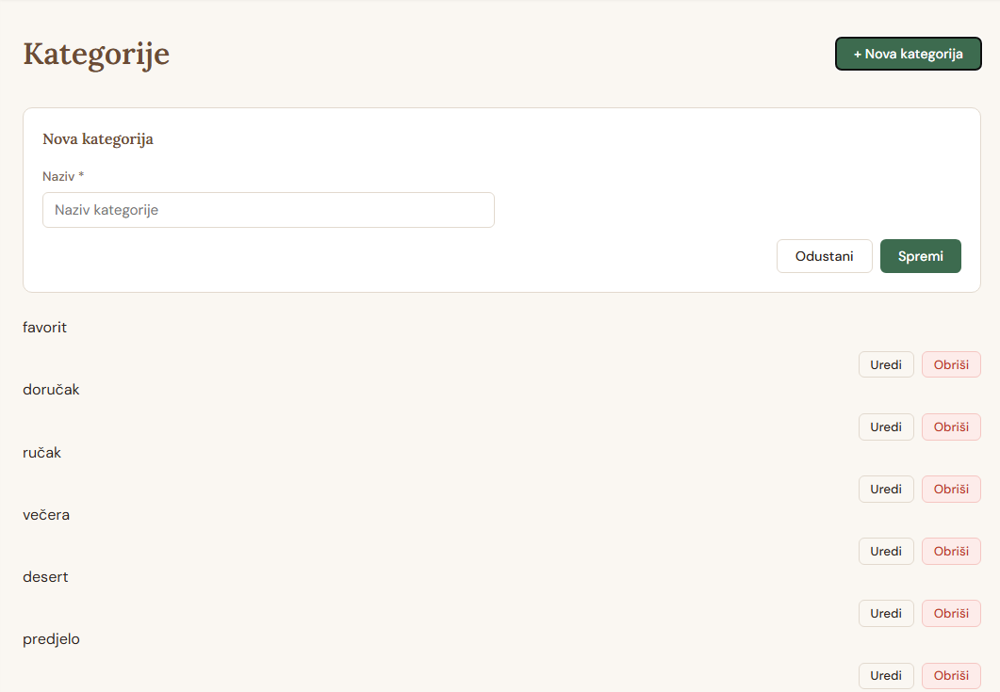 Kategorije
+ Nova kategorija
Nova kategorija
Naziv *
Naziv kategorije
Odustani Spremi
favorit
Uredi Obriši
doručak
Uredi Obriši
ručak
Uredi Obriši
večera
Uredi Obriši
desert
Uredi Obriši
predjelo
Uredi Obriši